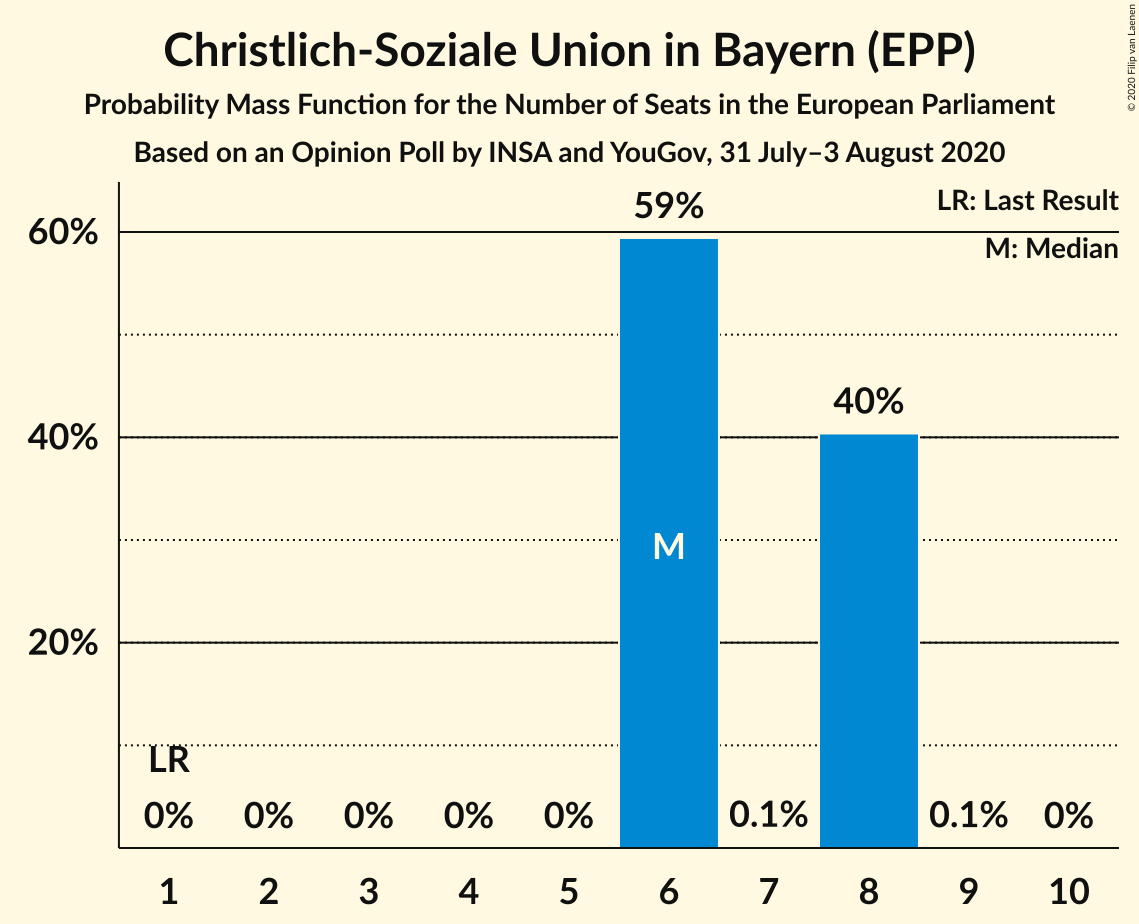 Christlich-Soziale Union in Bayern (EPP)
Probability Mass Function for the Number of Seats in the European Parliament
Based on an Opinion Poll by INSA and YouGov, 31 July–3 August 2020
© 2020 Filip van Laenen
LR: Last Result
M: Median
60%
40%
20%
59%
40%
M
LR
0% 0% 0% 0% 0% 0.1% 0.1% 0%
1 2 3 4 5 6 7 8 9 10